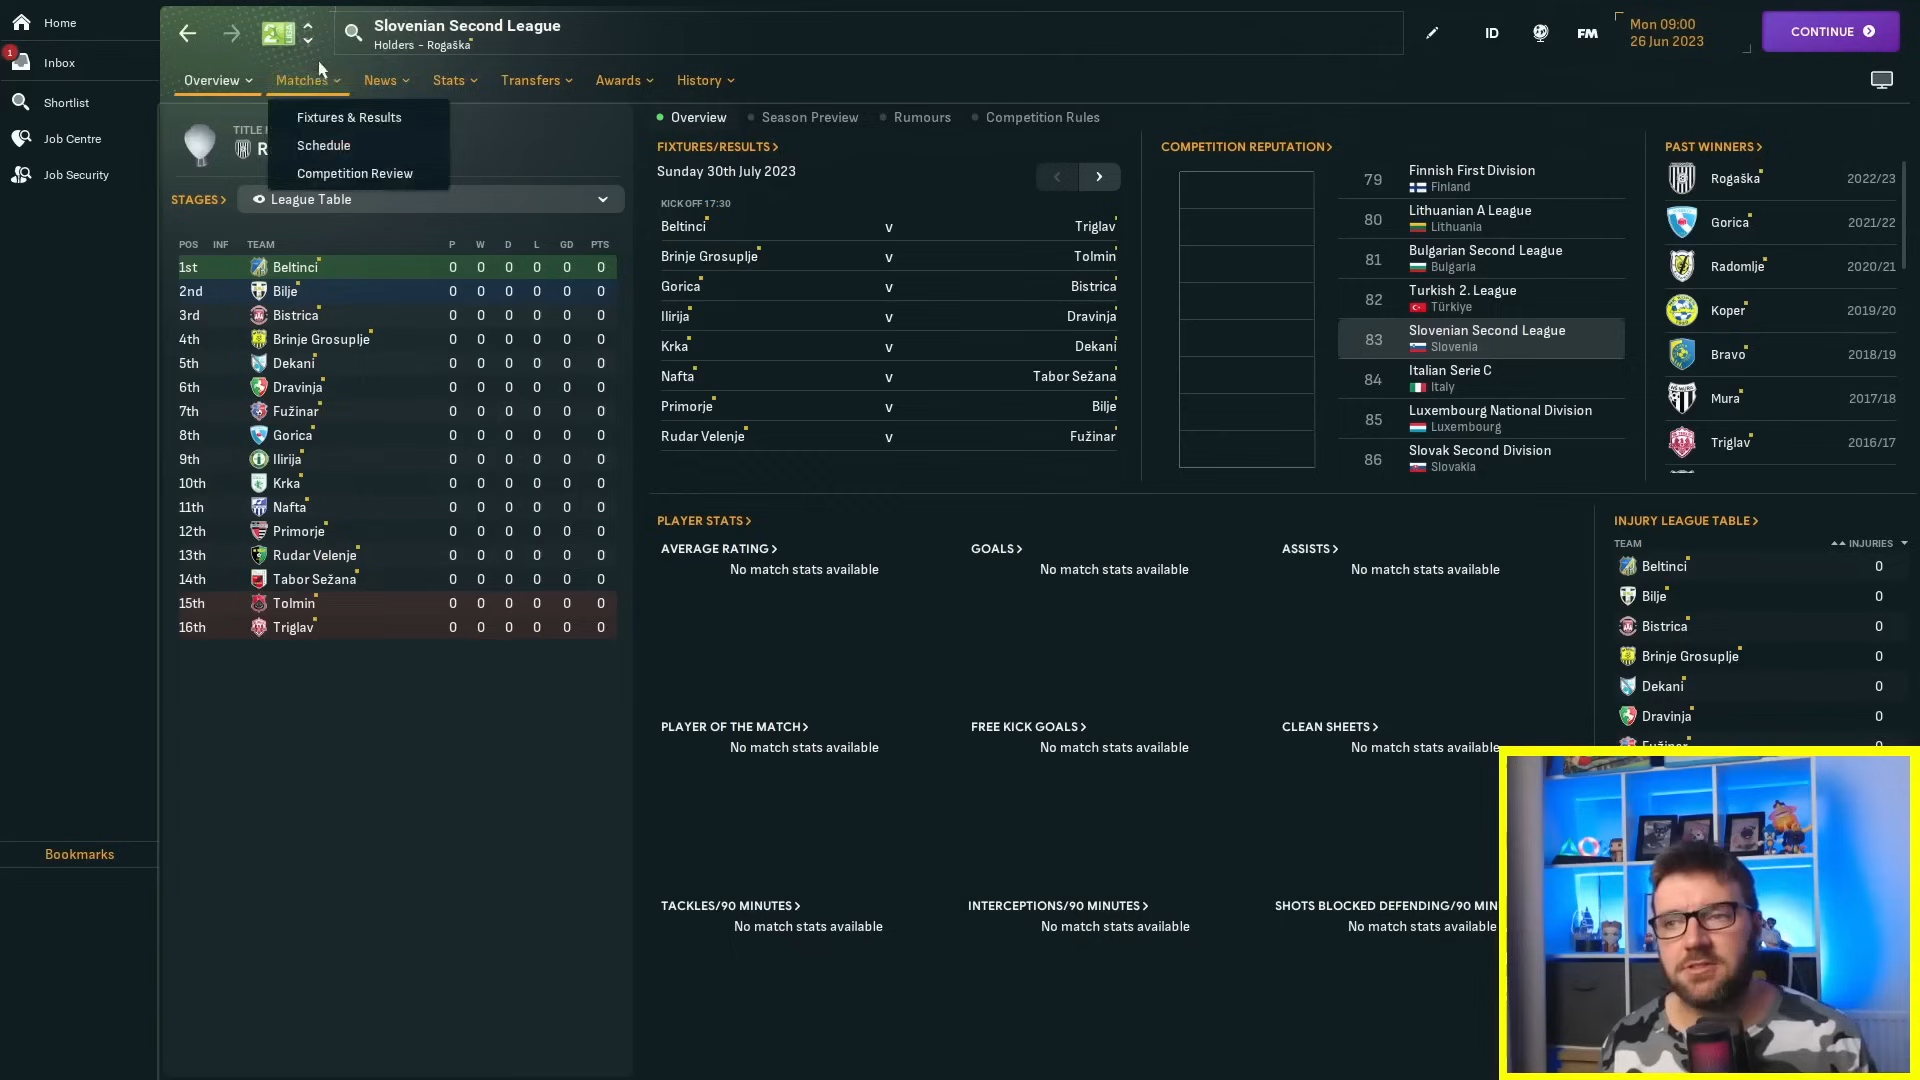 Home
Inbox
1
Shortlist
Job Centre
Job Security
Bookmarks
Slovenian Second League
Holders - Rogaška
ID
FM
Mon 09:00
26 Jun 2023
CONTINUE
Overview
Matches
News
Stats
Transfers
Awards
History
Fixtures & Results
Schedule
Competition Review
TITLE
R
STAGES
League Table
POS INF TEAM P W D L GD PTS
1st Beltinci 0 0 0 0 0 0
2nd Bilje 0 0 0 0 0 0
3rd Bistrica 0 0 0 0 0 0
4th Brinje Grosuplje 0 0 0 0 0 0
5th Dekani 0 0 0 0 0 0
6th Dravinja 0 0 0 0 0 0
7th Fužinar 0 0 0 0 0 0
8th Gorica 0 0 0 0 0 0
9th Ilirija 0 0 0 0 0 0
10th Krka 0 0 0 0 0 0
11th Nafta 0 0 0 0 0 0
12th Primorje 0 0 0 0 0 0
13th Rudar Velenje 0 0 0 0 0 0
14th Tabor Sežana 0 0 0 0 0 0
15th Tolmin 0 0 0 0 0 0
16th Triglav 0 0 0 0 0 0
Overview
Season Preview
Rumours
Competition Rules
FIXTURES/RESULTS
Sunday 30th July 2023
KICK OFF 17:30
Beltinci v Triglav
Brinje Grosuplje v Tolmin
Gorica v Bistrica
Ilirija v Dravinja
Krka v Dekani
Nafta v Tabor Sežana
Primorje v Bilje
Rudar Velenje v Fužinar
COMPETITION REPUTATION
79 Finnish First Division
Finland
80 Lithuanian A League
Lithuania
81 Bulgarian Second League
Bulgaria
82 Turkish 2. League
Türkiye
83 Slovenian Second League
Slovenia
84 Italian Serie C
Italy
85 Luxembourg National Division
Luxembourg
86 Slovak Second Division
Slovakia
PAST WINNERS
Rogaška 2022/23
Gorica 2021/22
Radomlje 2020/21
Koper 2019/20
Bravo 2018/19
Mura 2017/18
Triglav 2016/17
PLAYER STATS
AVERAGE RATING
No match stats available
GOALS
No match stats available
ASSISTS
No match stats available
PLAYER OF THE MATCH
No match stats available
FREE KICK GOALS
No match stats available
CLEAN SHEETS
No match stats available
TACKLES/90 MINUTES
No match stats available
INTERCEPTIONS/90 MINUTES
No match stats available
SHOTS BLOCKED DEFENDING/90 MIN
No match stats available
INJURY LEAGUE TABLE
TEAM INJURIES
Beltinci 0
Bilje 0
Bistrica 0
Brinje Grosuplje 0
Dekani 0
Dravinja 0
Fužinar 0